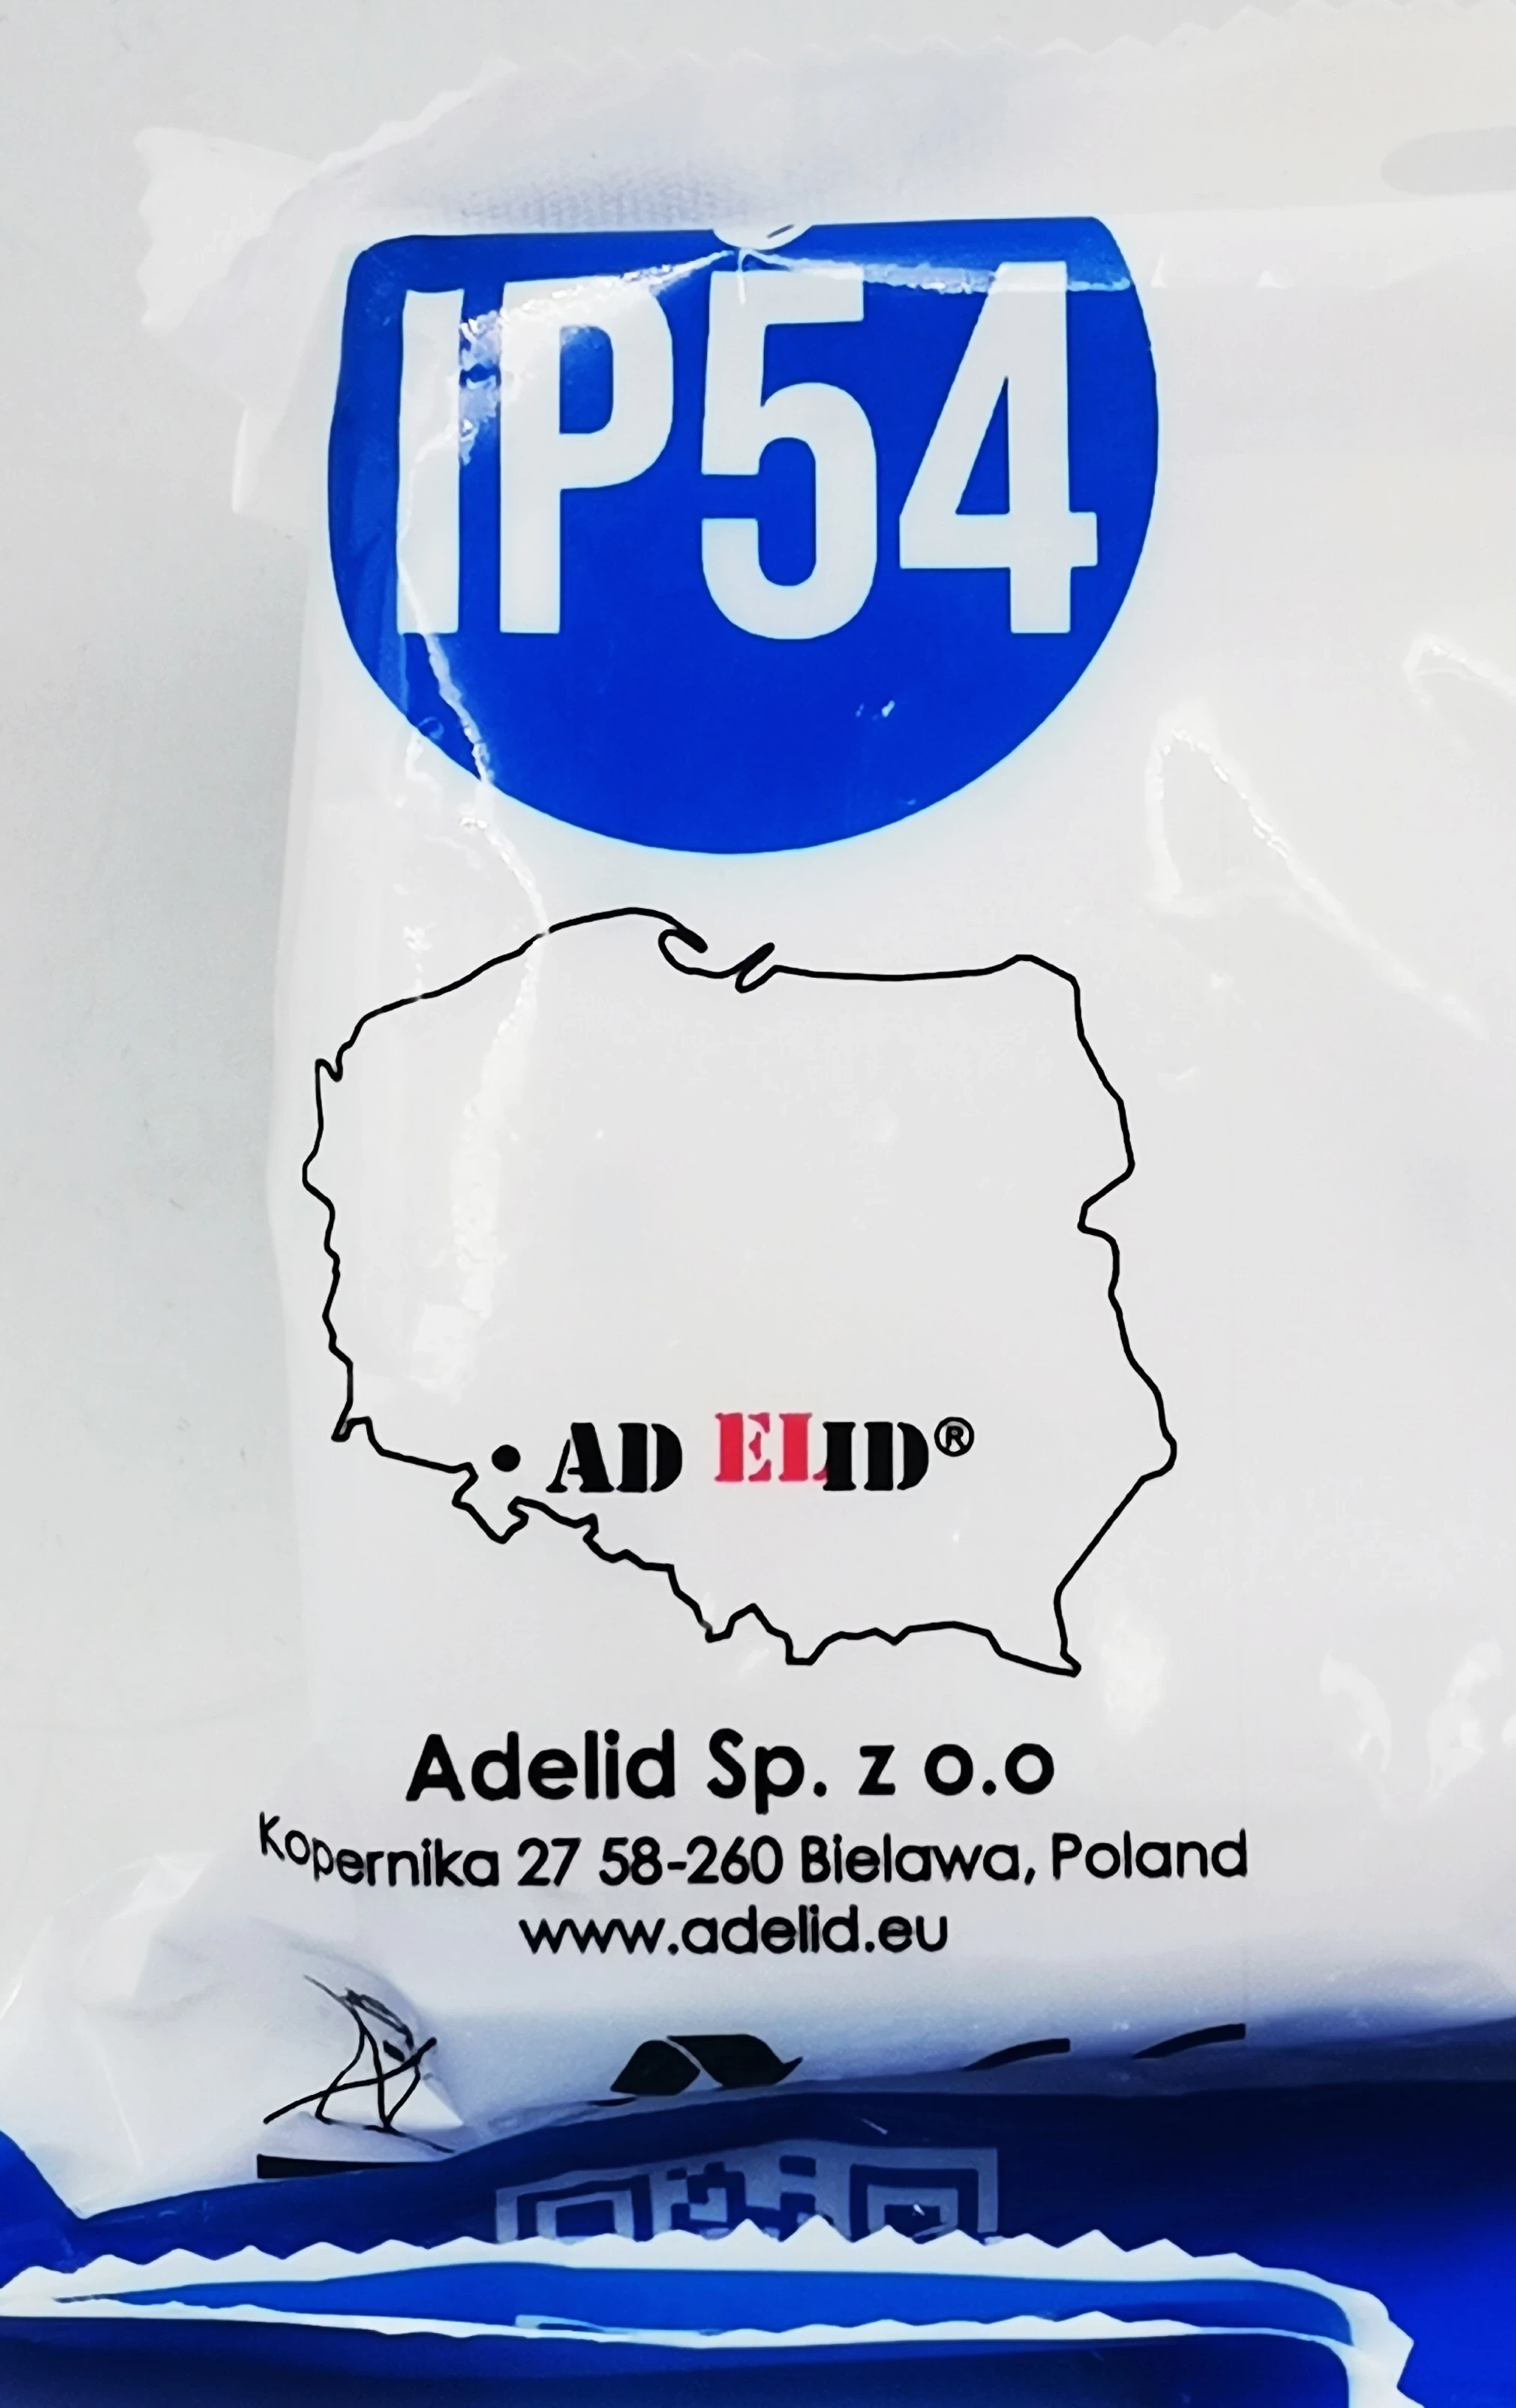 IP54
AD ELID®
Adelid Sp. z o.o
Kopernika 27 58-260 Bielawa, Poland
www.adelid.eu